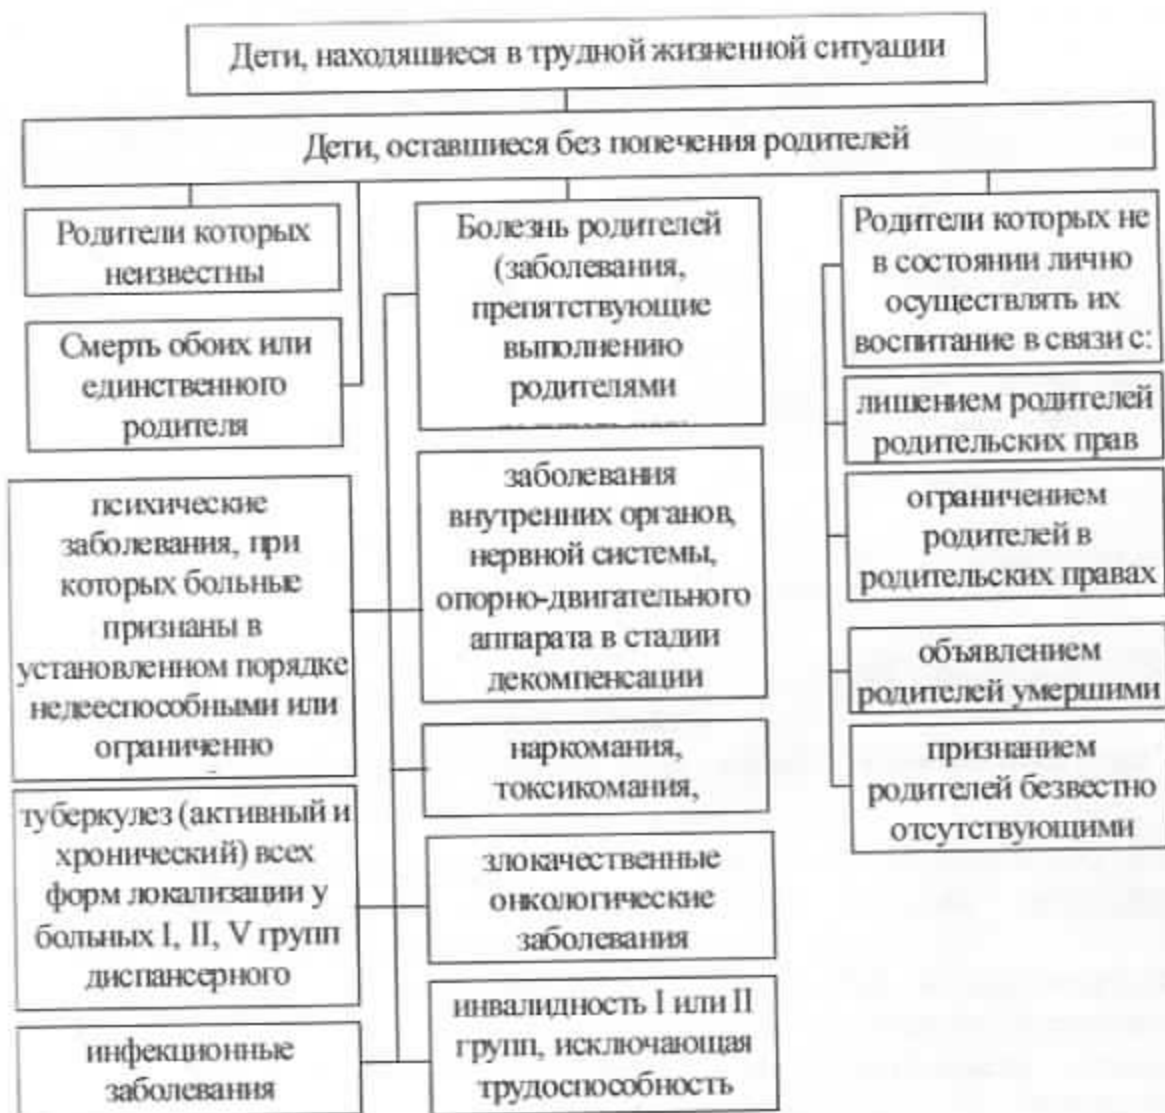 Дети, находящиеся в трудной жизненной ситуации
Дети, оставшиеся без попечения родителей
Родители которых
неизвестны
Смерть обоих или
единственного
родителя
Болезнь родителей
(заболевания,
препятствующие
выполнению
родителями
Родители которых не
в состоянии лично
осуществлять их
воспитание в связи с:
лишением родителей
родительских прав
ограничением
родителей в
родительских правах
объявлением
родителей умершими
признанием
родителей безвестно
отсутствующими
психические
заболевания, при
которых больные
признаны в
установленном порядке
недееспособными или
ограниченно
заболевания
внутренних органов,
нервной системы,
опорно-двигательного
аппарата в стадии
декомпенсации
наркомания,
токсикомания,
туберкулез (активный и
хронический) всех
форм локализации у
больных I, II, V групп
диспансерного
злокачественные
онкологические
заболевания
инфекционные
заболевания
инвалидность I или II
групп, исключающая
трудоспособность